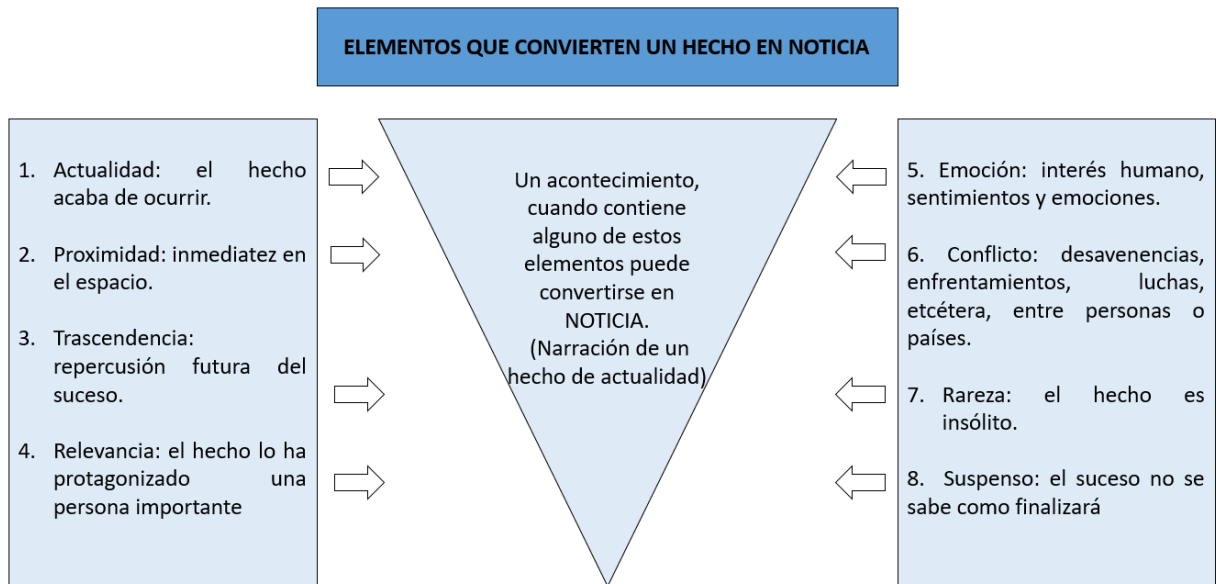 ELEMENTOS QUE CONVIERTEN UN HECHO EN NOTICIA
1. Actualidad: el hecho
acaba de ocurrir.
2. Proximidad: inmediatez en
el espacio.
3. Trascendencia:
repercusión futura del
suceso.
4. Relevancia: el hecho lo ha
protagonizado una
persona importante
Un acontecimiento,
cuando contiene
alguno de estos
elementos puede
convertirse en
NOTICIA.
(Narración de un
hecho de actualidad)
5. Emoción: interés humano,
sentimientos y emociones.
6. Conflicto: desavenencias,
enfrentamientos, luchas,
etcétera, entre personas o
países.
7. Rareza: el hecho es
insólito.
8. Suspenso: el suceso no se
sabe como finalizará